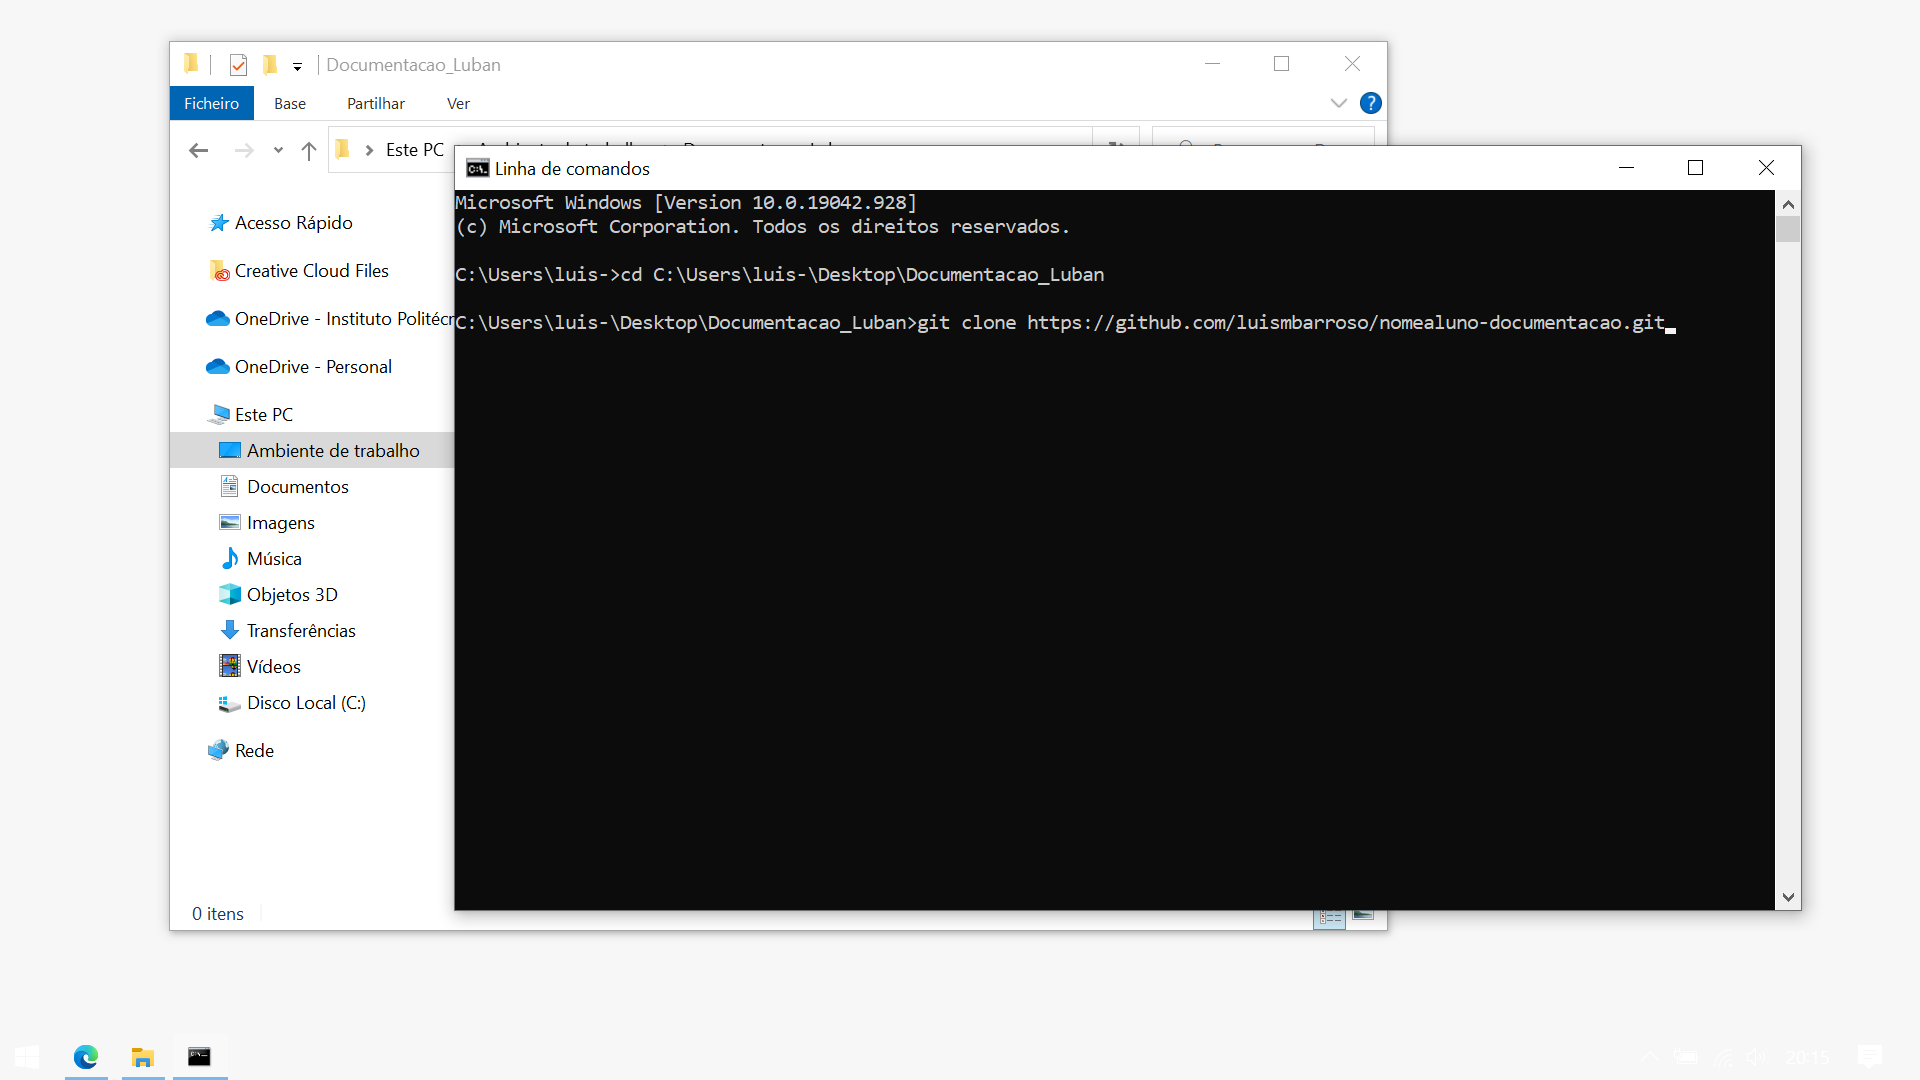 Documentacao_Luban
Ficheiro Base Partilhar Ver
Este PC
Linha de comandos
Microsoft Windows [Version 10.0.19042.928]
(c) Microsoft Corporation. Todos os direitos reservados.
C:\Users\luis->cd C:\Users\luis-\Desktop\Documentacao_Luban
C:\Users\luis-\Desktop\Documentacao_Luban>git clone https://github.com/luismbarroso/nomealuno-documentacao.git
Acesso Rápido
Creative Cloud Files
OneDrive - Instituto Politécr
OneDrive - Personal
Este PC
Ambiente de trabalho
Documentos
Imagens
Música
Objetos 3D
Transferências
Vídeos
Disco Local (C:)
Rede
0 itens
20:15